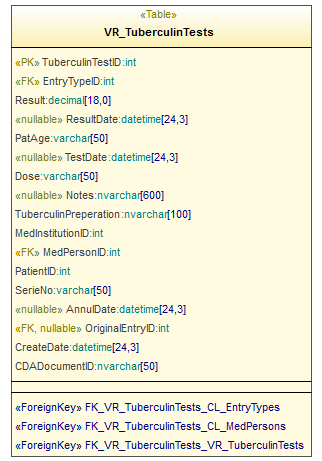 «Table»
VR_TuberculinTests
«PK» TuberculinTestID:int
«FK» EntryTypeID:int
Result:decimal[18,0]
«nullable» ResultDate:datetime[24,3]
PatAge:varchar[50]
«nullable» TestDate:datetime[24,3]
Dose:varchar[50]
«nullable» Notes:nvarchar[600]
TuberculinPreperation:nvarchar[100]
MedInstitutionID:int
«FK» MedPersonID:int
PatientID:int
SerieNo:varchar[50]
«nullable» AnnulDate:datetime[24,3]
«FK, nullable» OriginalEntryID:int
CreateDate:datetime[24,3]
CDADocumentID:nvarchar[50]
«ForeignKey» FK_VR_TuberculinTests_CL_EntryTypes
«ForeignKey» FK_VR_TuberculinTests_CL_MedPersons
«ForeignKey» FK_VR_TuberculinTests_VR_TuberculinTests